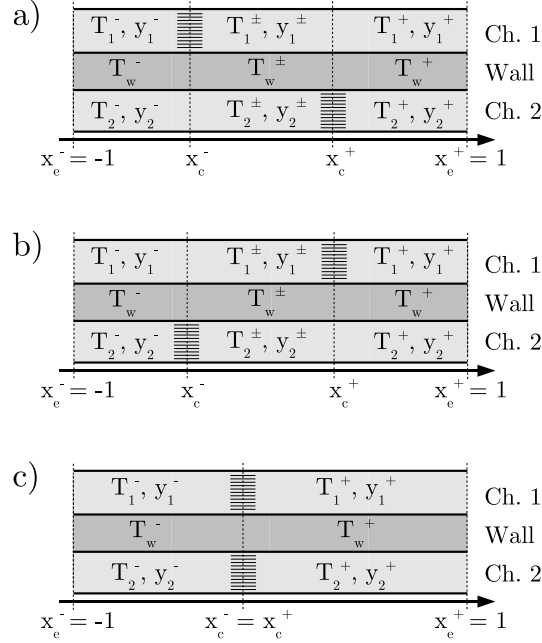 a)
T₁⁻, y₁⁻ T₁±, y₁± T₁⁺, y₁⁺ Ch. 1
T_w⁻ T_w± T_w⁺ Wall
T₂⁻, y₂⁻ T₂±, y₂± T₂⁺, y₂⁺ Ch. 2
x_e⁻ = -1 x_c⁻ x_c⁺ x_e⁺ = 1
b)
T₁⁻, y₁⁻ T₁±, y₁± T₁⁺, y₁⁺ Ch. 1
T_w⁻ T_w± T_w⁺ Wall
T₂⁻, y₂⁻ T₂±, y₂± T₂⁺, y₂⁺ Ch. 2
x_e⁻ = -1 x_c⁻ x_c⁺ x_e⁺ = 1
c)
T₁⁻, y₁⁻ T₁⁺, y₁⁺ Ch. 1
T_w⁻ T_w⁺ Wall
T₂⁻, y₂⁻ T₂⁺, y₂⁺ Ch. 2
x_e⁻ = -1 x_c⁻ = x_c⁺ x_e⁺ = 1